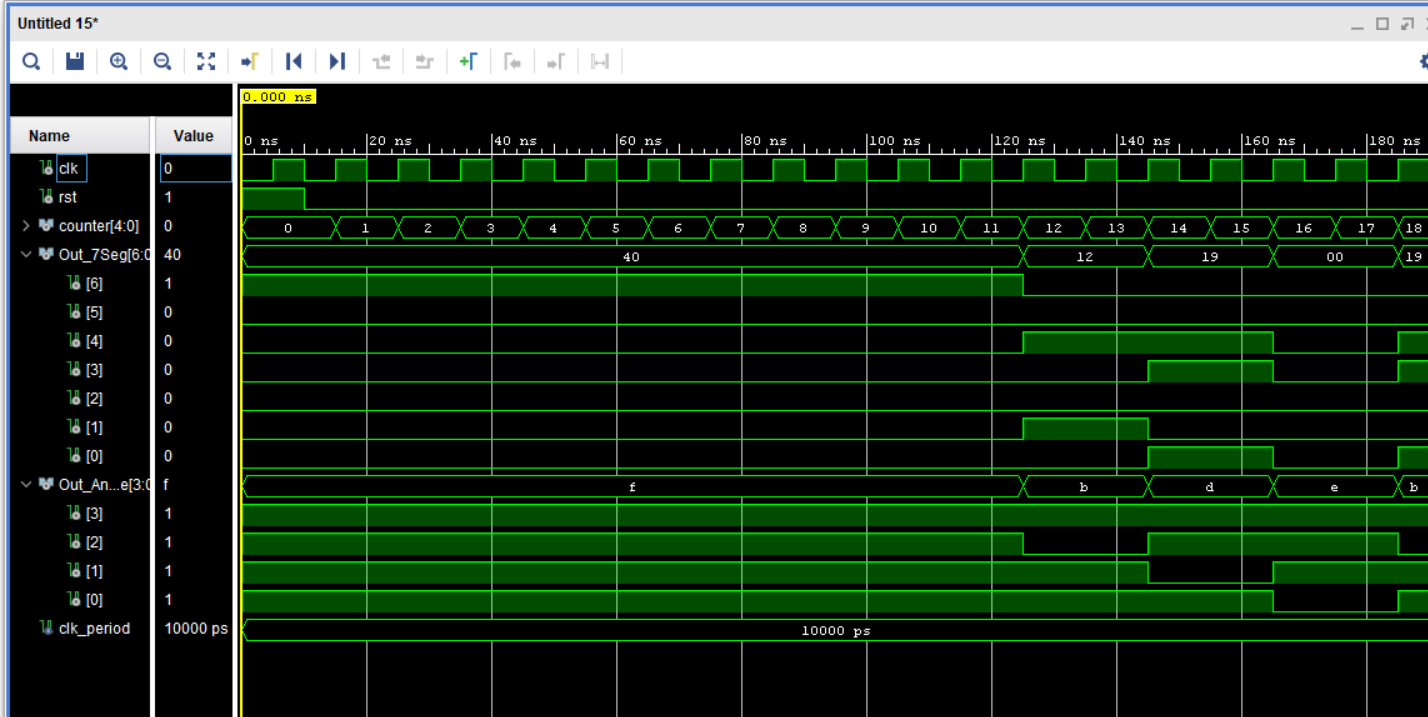 Untitled 15*
0.000 ns
Name Value
0 ns 20 ns 40 ns 60 ns 80 ns 100 ns 120 ns 140 ns 160 ns 180 ns
clk 0
rst 1
counter[4:0] 0 0 1 2 3 4 5 6 7 8 9 10 11 12 13 14 15 16 17 18
Out_7Seg[6:0 40 40 12 19 00 19
[6] 1
[5] 0
[4] 0
[3] 0
[2] 0
[1] 0
[0] 0
Out_An...e[3:0 f f b d e b
[3] 1
[2] 1
[1] 1
[0] 1
clk_period 10000 ps 10000 ps